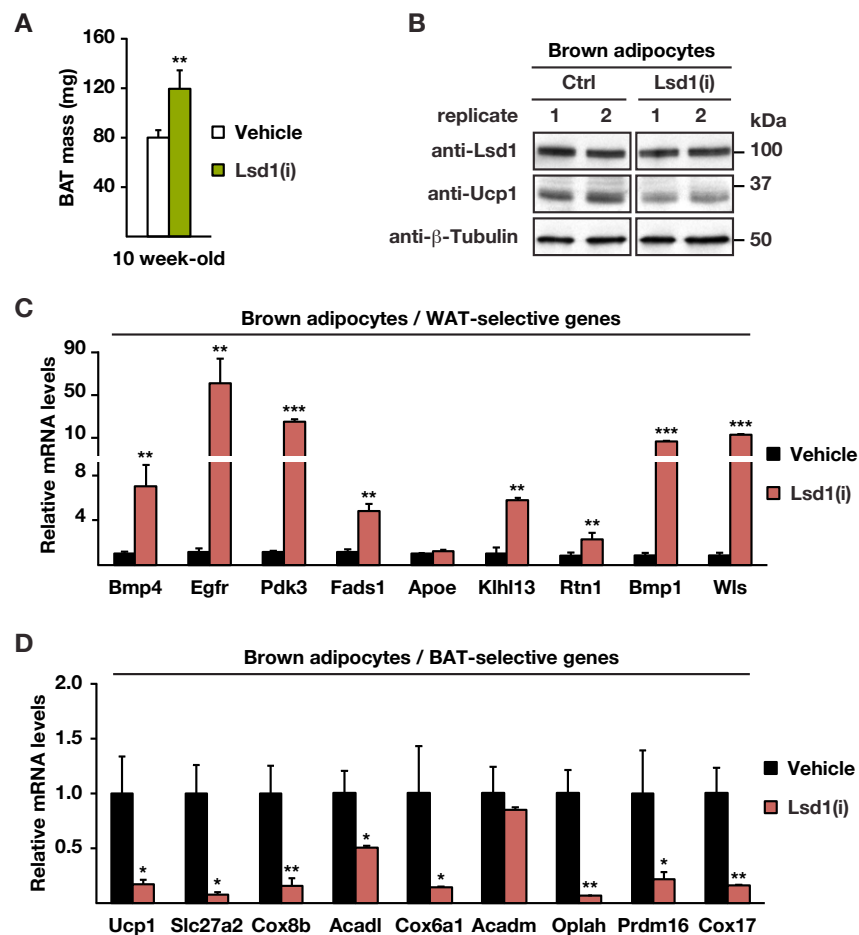 A
160
120
80
40
BAT mass (mg)
**
10 week-old
Vehicle
Lsd1(i)
B
Brown adipocytes
Ctrl Lsd1(i)
replicate 1 2 1 2 kDa
anti-Lsd1 100
37
anti-Ucp1
anti-β-Tubulin 50
C
Brown adipocytes / WAT-selective genes
Relative mRNA levels
90
50
10
8
4
** ** *** ** ** ** *** ***
Vehicle
Lsd1(i)
Bmp4 Egfr Pdk3 Fads1 Apoe Klhl13 Rtn1 Bmp1 Wls
D
Brown adipocytes / BAT-selective genes
Relative mRNA levels
2.0
1.5
1.0
0.5
* * ** * * ** * **
Vehicle
Lsd1(i)
Ucp1 Slc27a2 Cox8b Acadl Cox6a1 Acadm Oplah Prdm16 Cox17